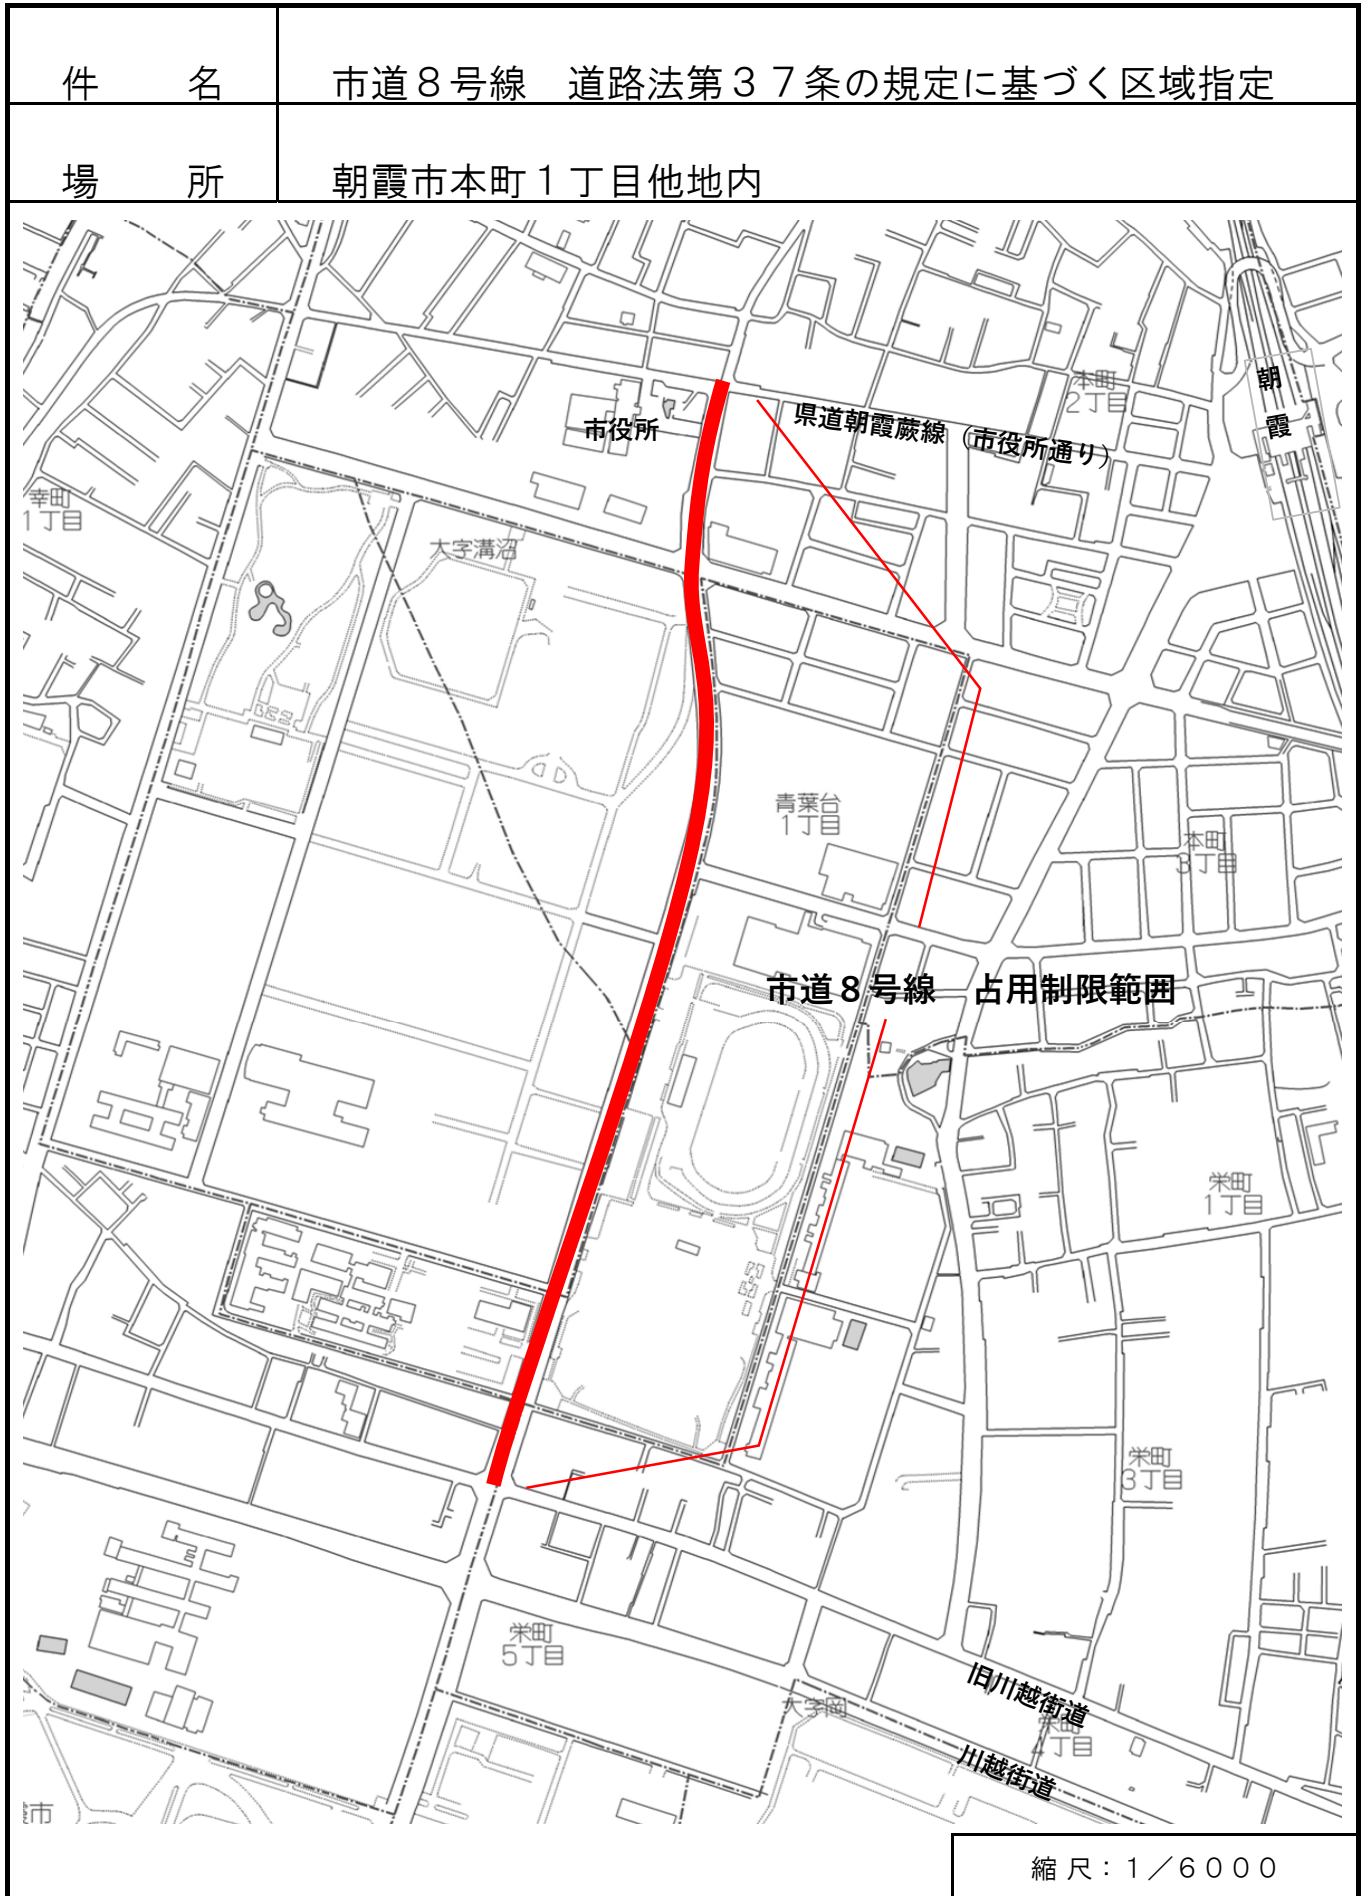 件 名
市道８号線 道路法第３７条の規定に基づく区域指定
場 所
朝霞市本町１丁目他地内
本町
2丁目
朝
霞
市役所
県道朝霞蕨線（市役所通り）
幸町
1丁目
大字溝沼
青葉台
1丁目
本町
3丁目
市道８号線 占用制限範囲
栄町
1丁目
栄町
3丁目
栄町
5丁目
旧川越街道
大字岡
栄町
4丁目
川越街道
市
縮尺：１／６０００